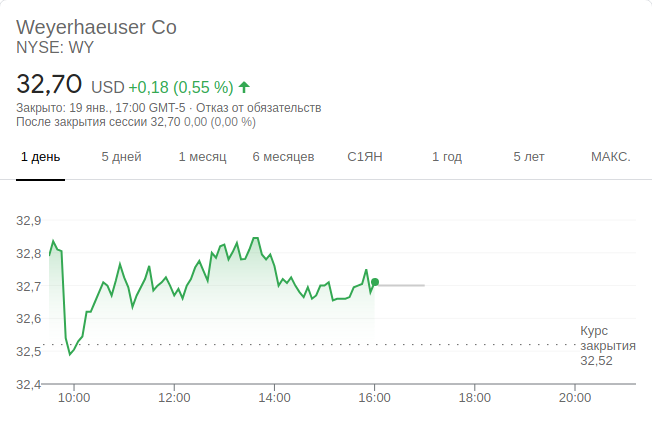 Weyerhaeuser Co
NYSE: WY
32,70 USD +0,18 (0,55 %)
Закрыто: 19 янв., 17:00 GMT-5 · Отказ от обязательств
После закрытия сессии 32,70 0,00 (0,00 %)
1 день 5 дней 1 месяц 6 месяцев С1ЯН 1 год 5 лет МАКС.
32,9
32,8
32,7
32,6
32,5
32,4
Курс
закрытия
32,52
10:00 12:00 14:00 16:00 18:00 20:00